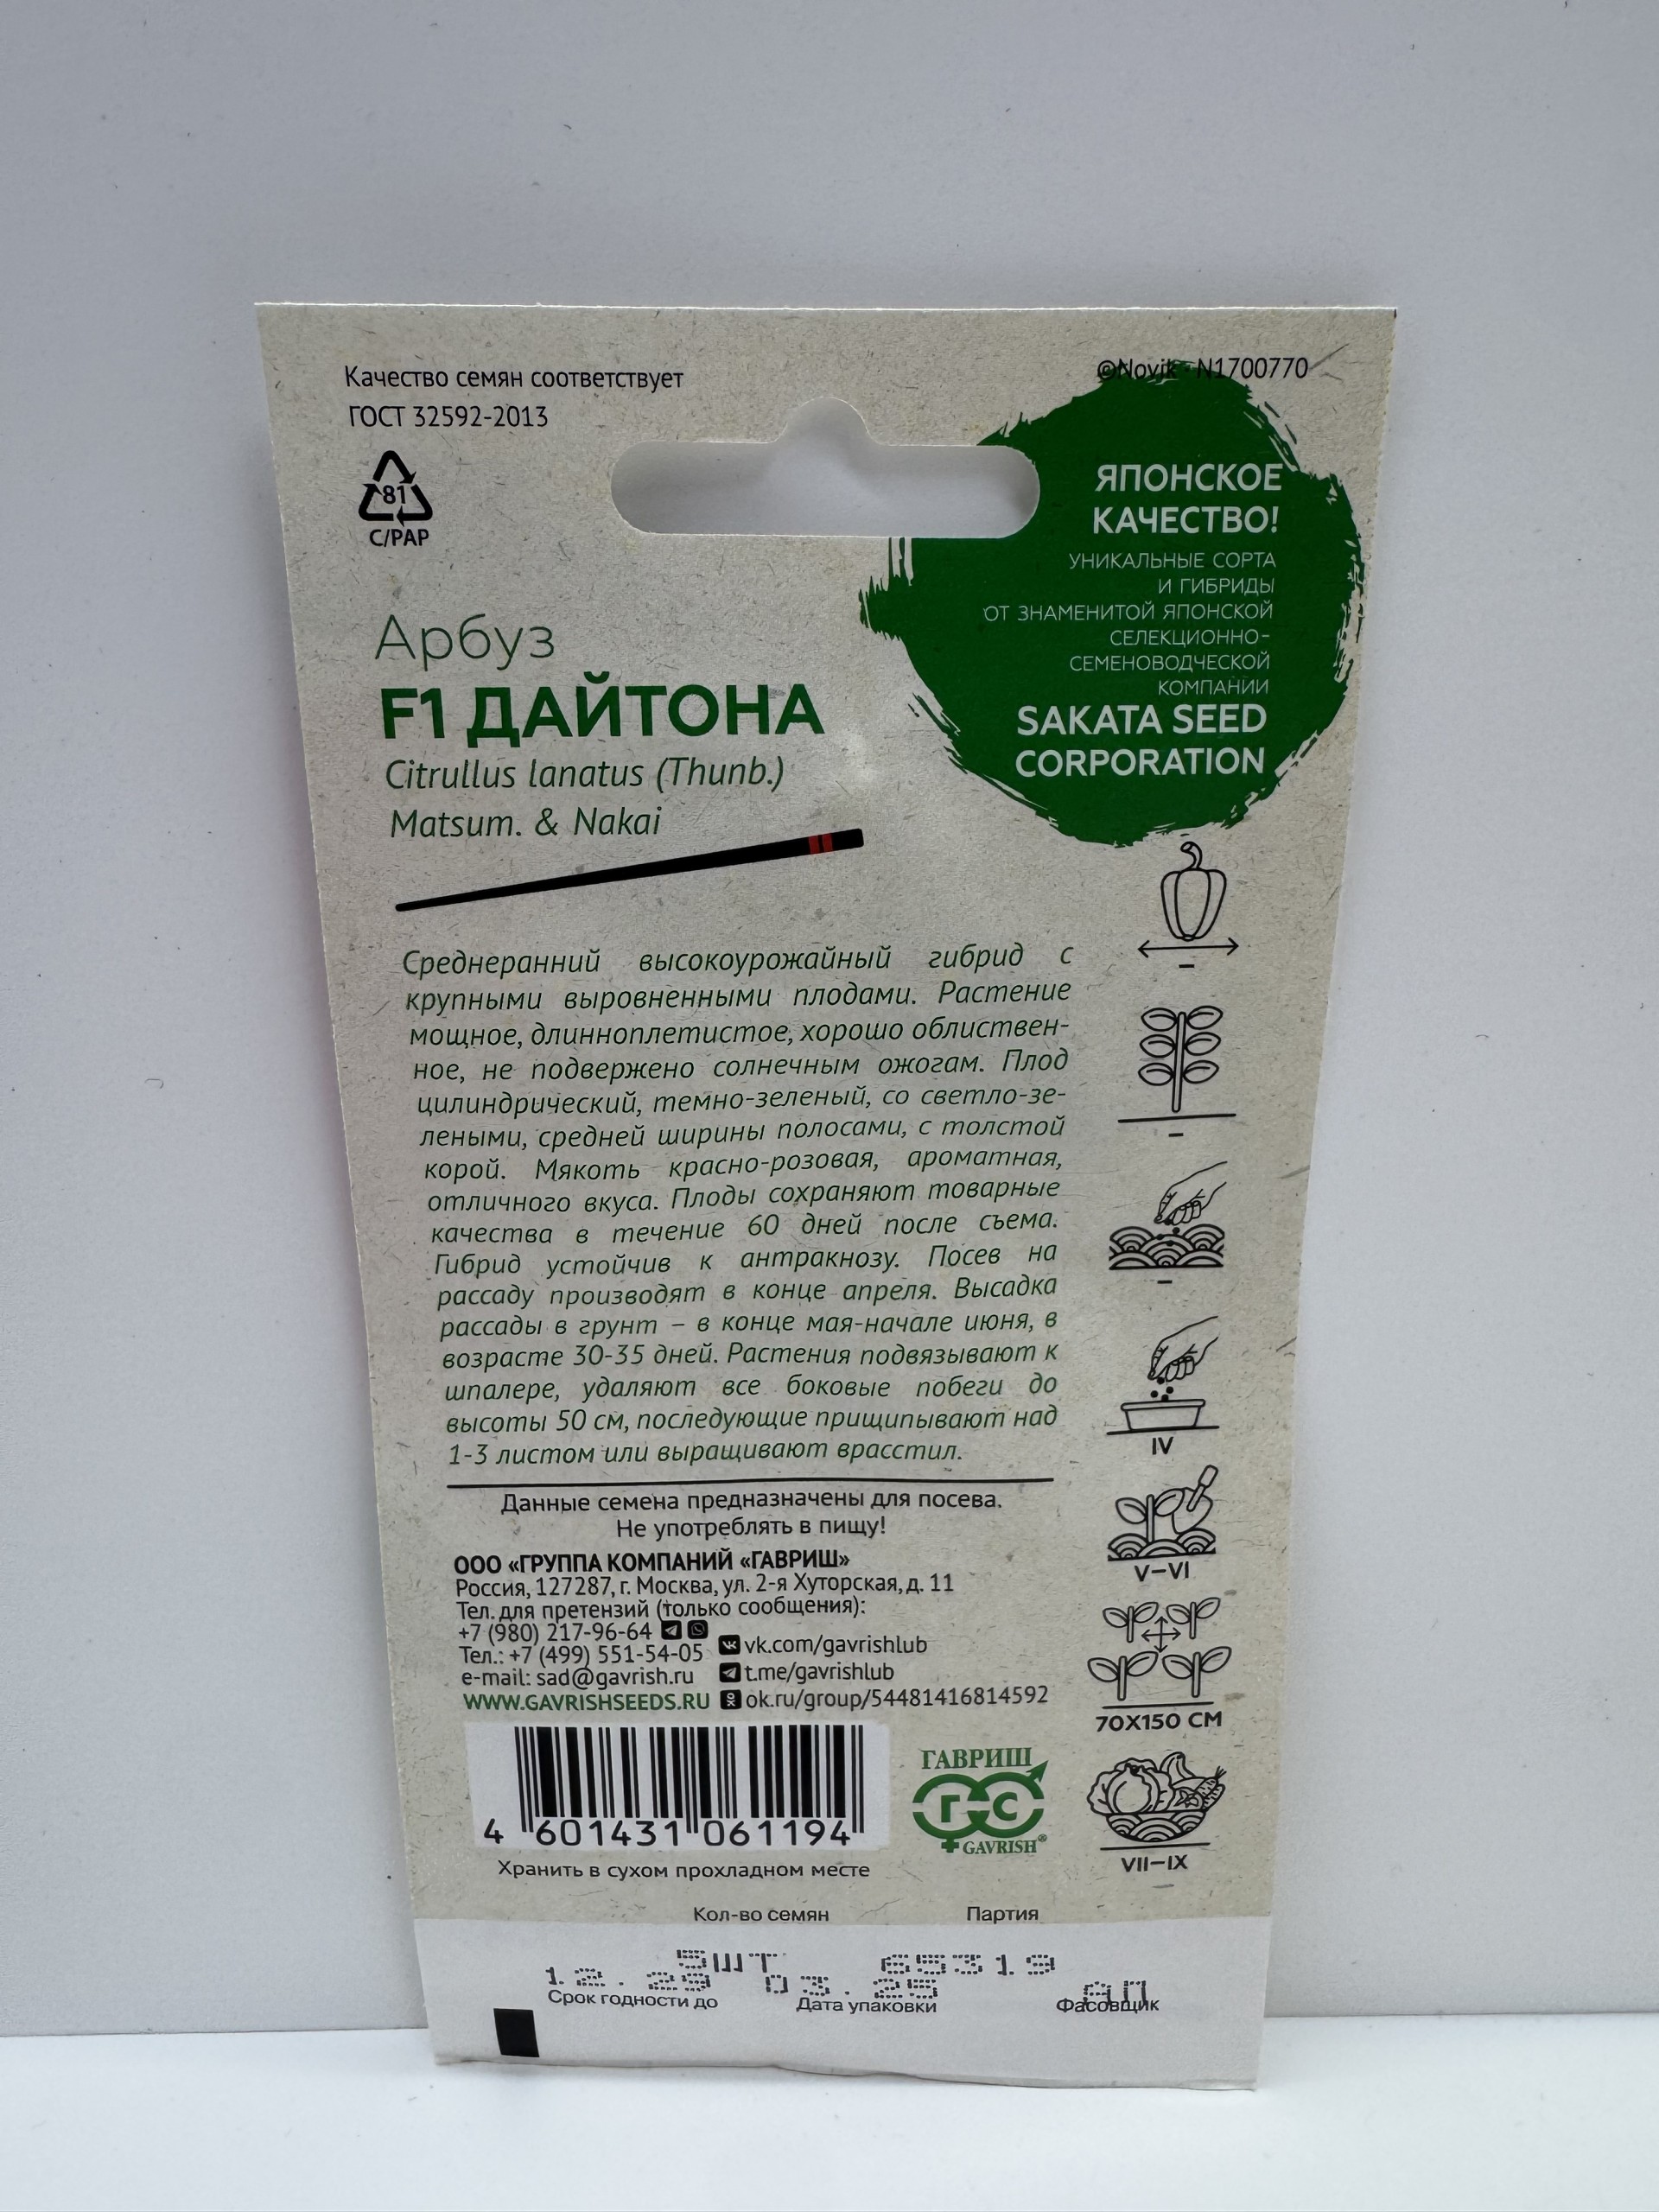 Качество семян соответствует
ГОСТ 32592-2013
©Novjk - N1700770
81
C/PAP
ЯПОНСКОЕ
КАЧЕСТВО!
УНИКАЛЬНЫЕ СОРТА
И ГИБРИДЫ
ОТ ЗНАМЕНИТОЙ ЯПОНСКОЙ
СЕЛЕКЦИОННО-
СЕМЕНОВОДЧЕСКОЙ
КОМПАНИИ
SAKATA SEED
CORPORATION
Арбуз
F1 ДАЙТОНА
Citrullus lanatus (Thunb.)
Matsum. & Nakai
Среднеранний высокоурожайный гибрид с
крупными выровненными плодами. Растение
мощное, длинноплетистое, хорошо облиствен-
ное, не подвержено солнечным ожогам. Плод
цилиндрический, темно-зеленый, со светло-зе-
леными, средней ширины полосами, с толстой
корой. Мякоть красно-розовая, ароматная,
отличного вкуса. Плоды сохраняют товарные
качества в течение 60 дней после съема.
Гибрид устойчив к антракнозу. Посев на
рассаду производят в конце апреля. Высадка
рассады в грунт – в конце мая-начале июня, в
возрасте 30-35 дней. Растения подвязывают к
шпалере, удаляют все боковые побеги до
высоты 50 см, последующие прищипывают над
1-3 листом или выращивают врасстил.
–
–
–
IV
V–VI
70X150 СМ
VII–IX
Данные семена предназначены для посева.
Не употреблять в пищу!
ООО «ГРУППА КОМПАНИЙ «ГАВРИШ»
Россия, 127287, г. Москва, ул. 2-я Хуторская, д. 11
Тел. для претензий (только сообщения):
+7 (980) 217-96-64
Тел.: +7 (499) 551-54-05
e-mail: sad@gavrish.ru
WWW.GAVRISHSEEDS.RU
vk.com/gavrishlub
t.me/gavrishlub
ok.ru/group/54481416814592
4 601431 061194
ГАВРИШ
Г С
GAVRISH®
Хранить в сухом прохладном месте
Кол-во семян Партия
5шт 65319
12.29 03.25 АП
Срок годности до Дата упаковки Фасовщик